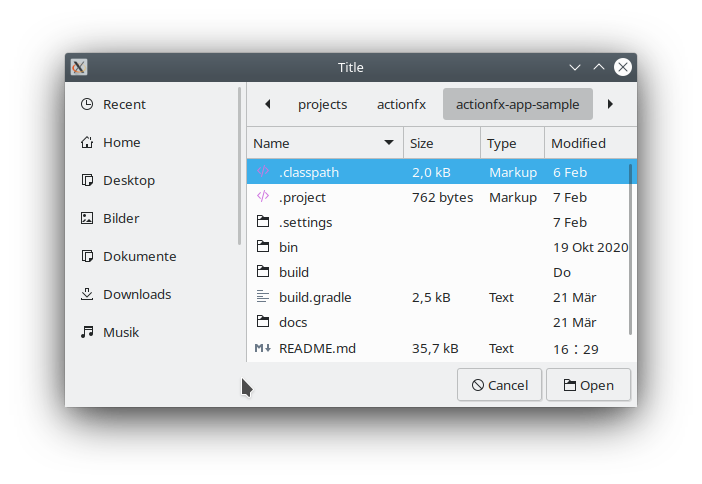 Title
Recent
Home
Desktop
Bilder
Dokumente
Downloads
Musik
projects actionfx actionfx-app-sample
Name Size Type Modified
.classpath 2,0 kB Markup 6 Feb
.project 762 bytes Markup 7 Feb
.settings 7 Feb
bin 19 Okt 2020
build Do
build.gradle 2,5 kB Text 21 Mär
docs 21 Mär
M↓ README.md 35,7 kB Text 16∶29
Cancel Open